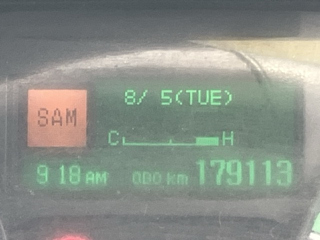 8/ 5(TUE)
SAM
C H
9:18 AM ODO km 179113